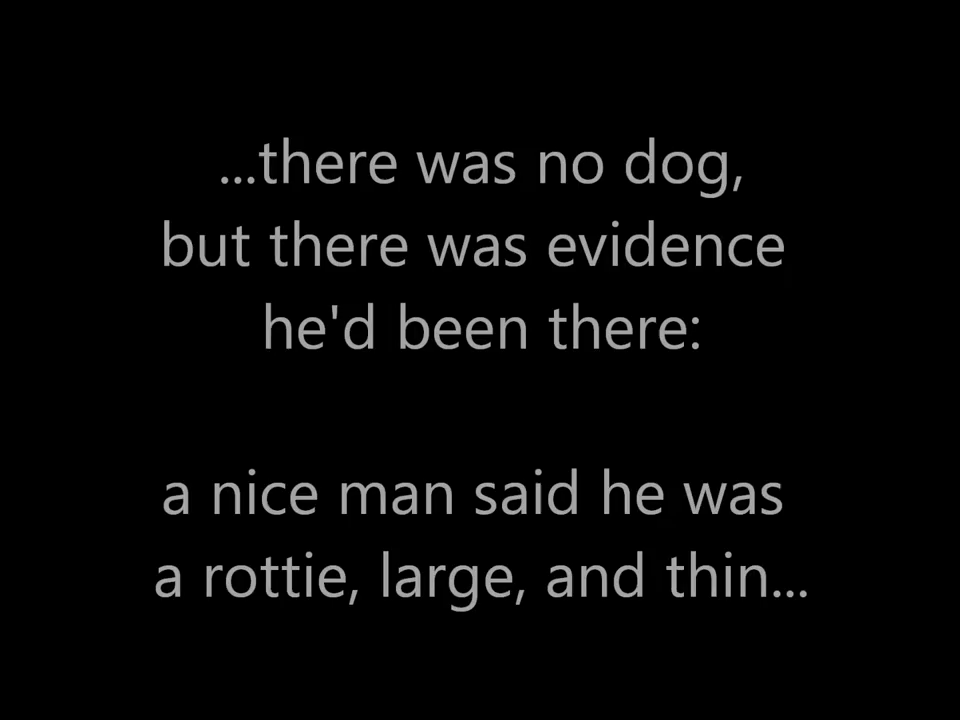 ...there was no dog,
but there was evidence
he'd been there:
a nice man said he was
a rottie, large, and thin...